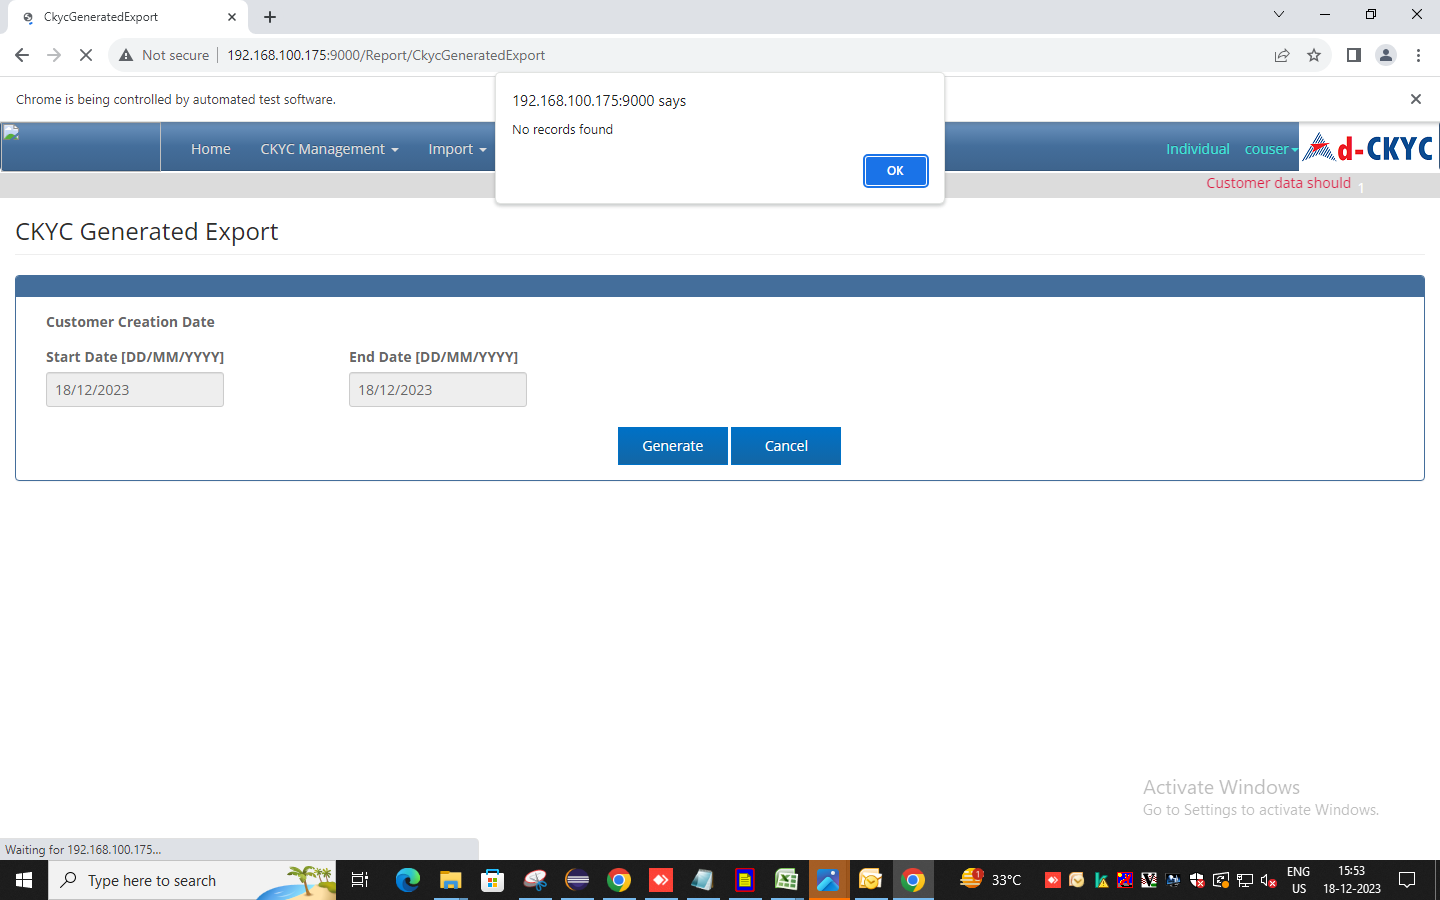 CkycGeneratedExport
Not secure
192.168.100.175:9000/Report/CkycGeneratedExport
Chrome is being controlled by automated test software.
192.168.100.175:9000 says
No records found
OK
Home
CKYC Management
Import
Individual
couser
d-CKYC
Customer data should
1
CKYC Generated Export
Customer Creation Date
Start Date [DD/MM/YYYY]
End Date [DD/MM/YYYY]
18/12/2023
18/12/2023
Generate
Cancel
Activate Windows
Go to Settings to activate Windows.
Waiting for 192.168.100.175...
Type here to search
1
33°C
ENG
US
15:53
18-12-2023